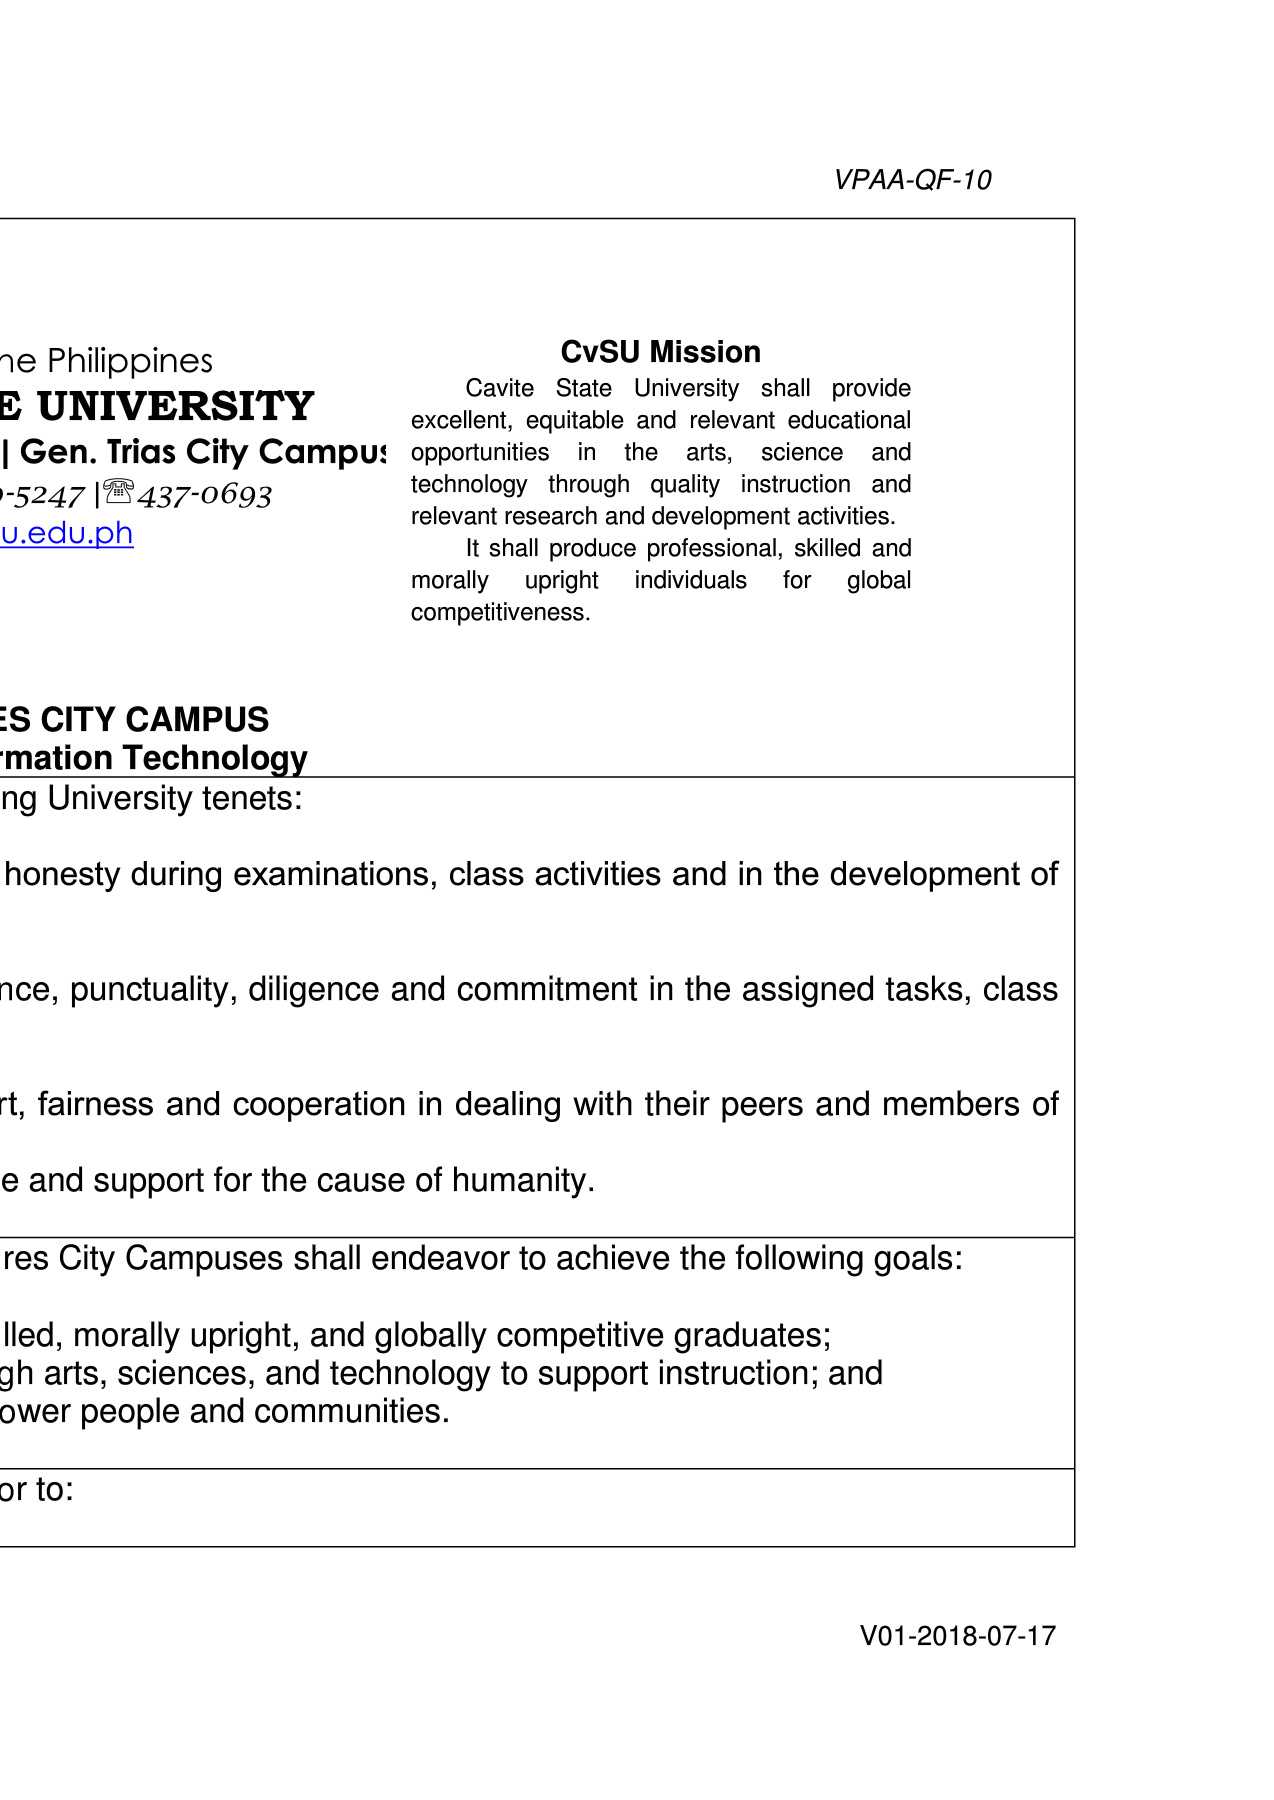 VPAA-QF-10
he Philippines
E UNIVERSITY
| Gen. Trias City Campus
-5247 |☏437-0693
u.edu.ph
CvSU Mission
Cavite State University shall provide
excellent, equitable and relevant educational
opportunities in the arts, science and
technology through quality instruction and
relevant research and development activities.
It shall produce professional, skilled and
morally upright individuals for global
competitiveness.
ES CITY CAMPUS
rmation Technology
ng University tenets:
honesty during examinations, class activities and in the development of
nce, punctuality, diligence and commitment in the assigned tasks, class
rt, fairness and cooperation in dealing with their peers and members of
e and support for the cause of humanity.
res City Campuses shall endeavor to achieve the following goals:
lled, morally upright, and globally competitive graduates;
gh arts, sciences, and technology to support instruction; and
ower people and communities.
or to:
V01-2018-07-17